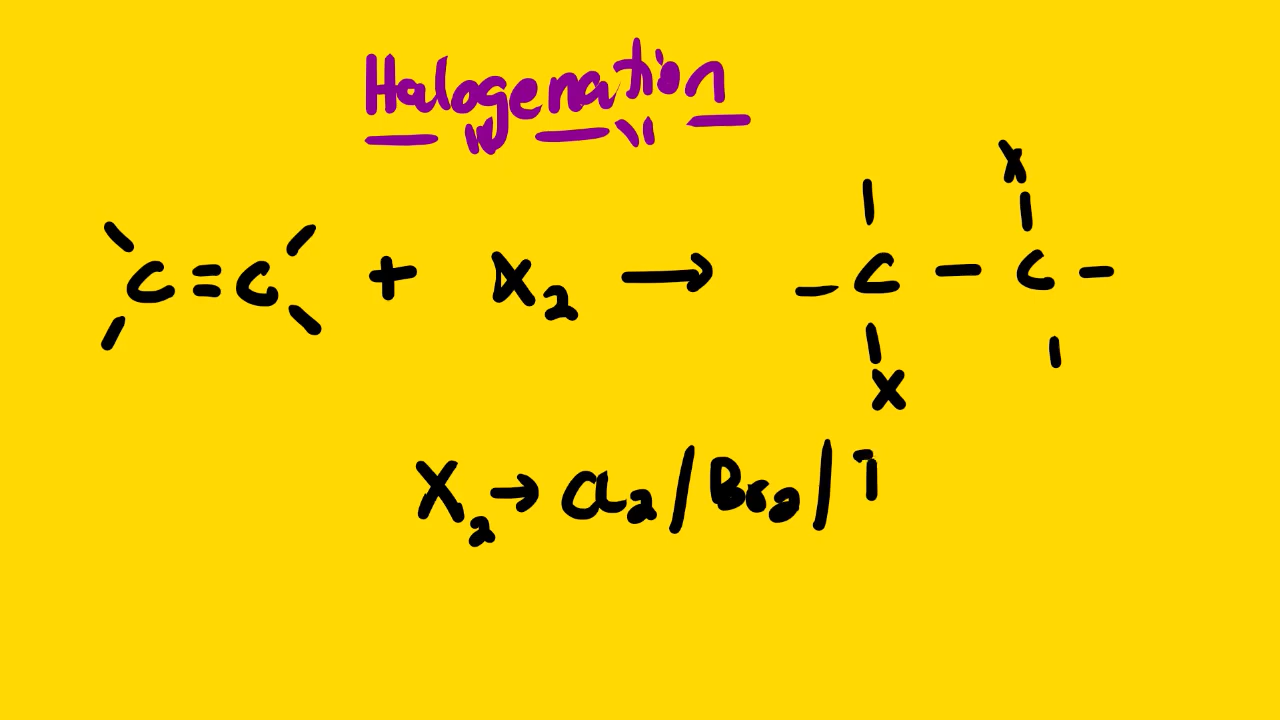 Halogenation
C=C + X₂ → -C-C-
X
X
X₂→ Cl₂/Br₂/I